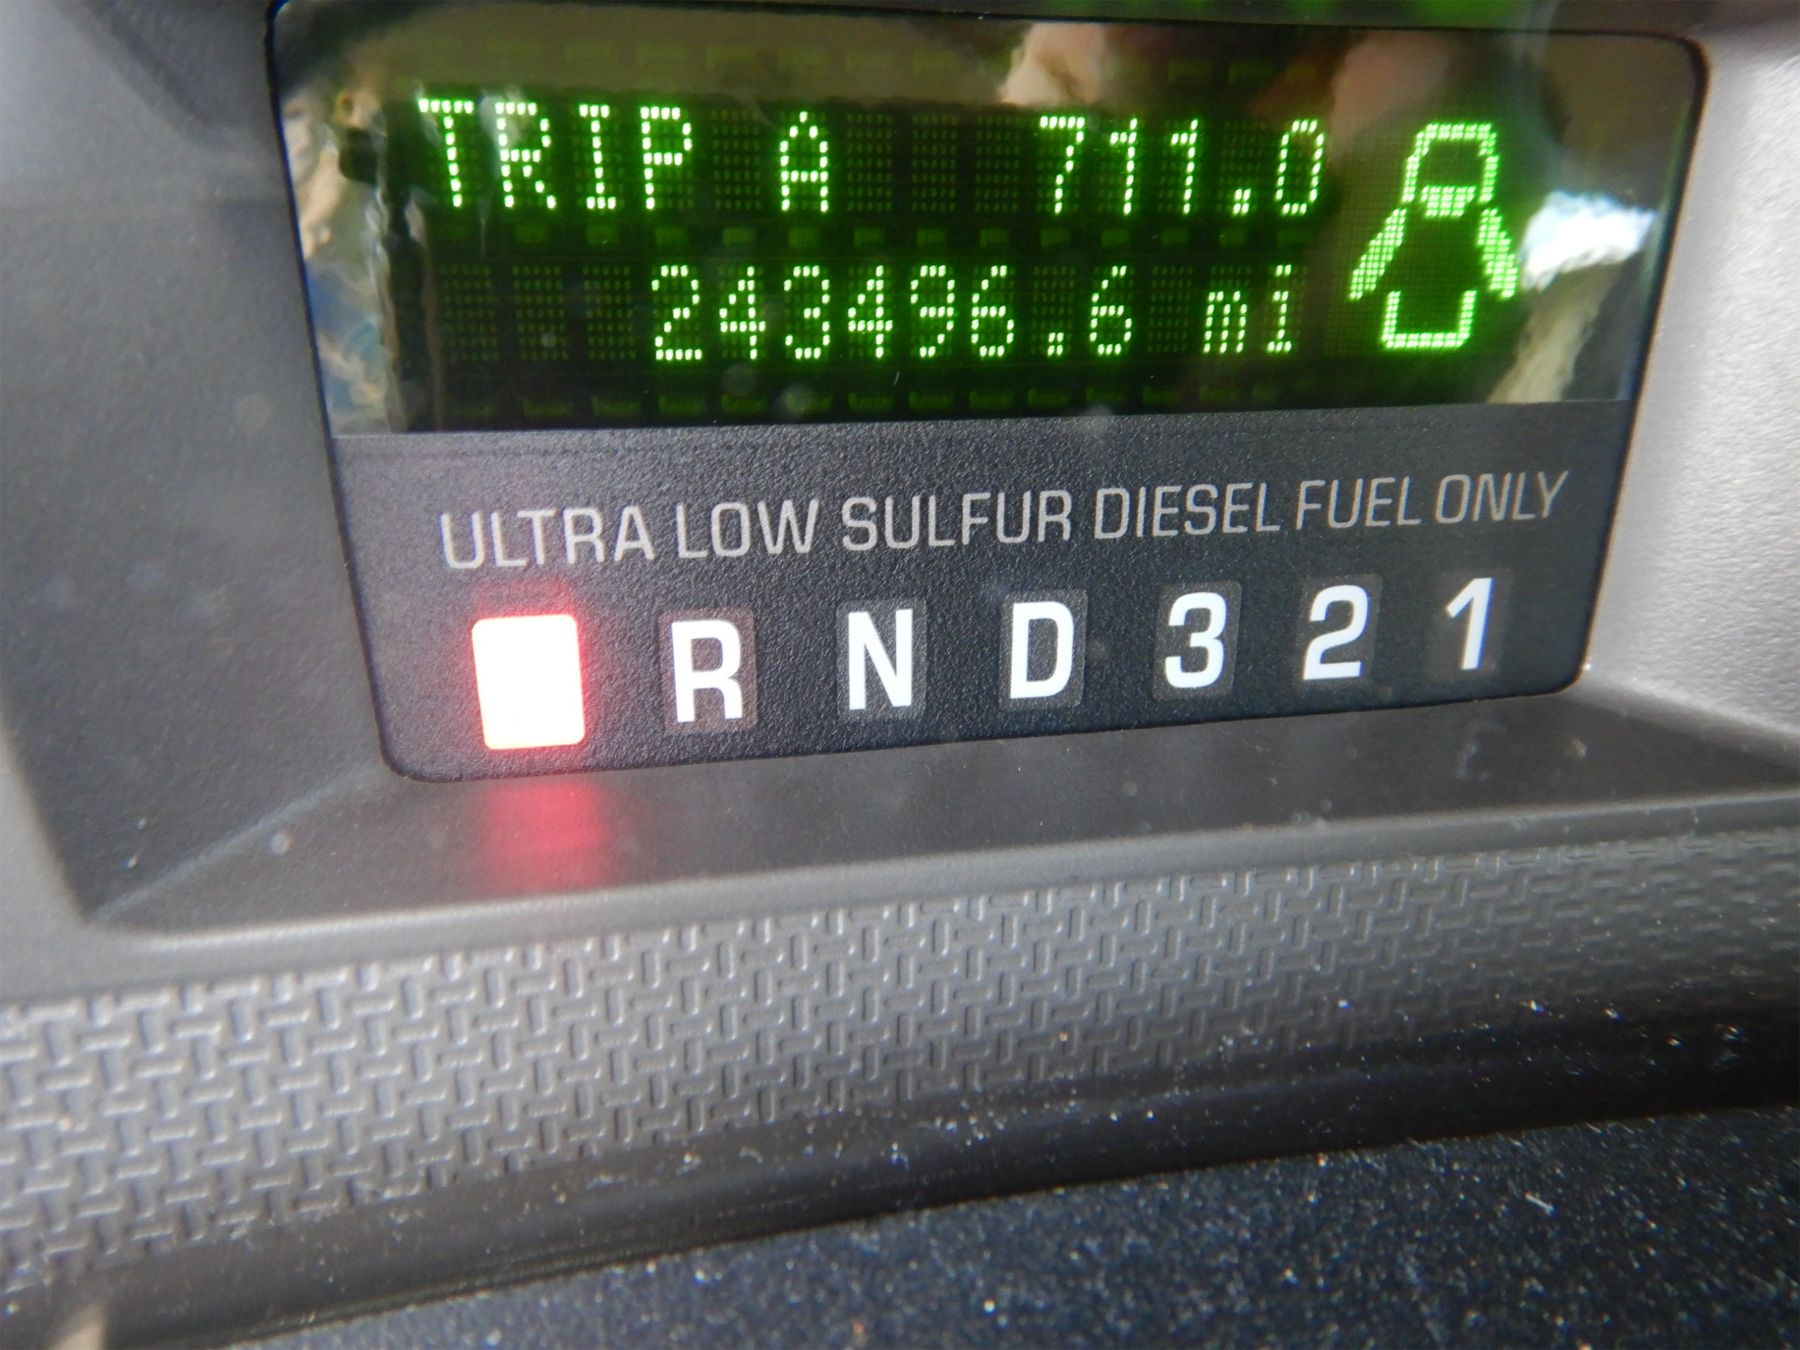 TRIP A 711.0
243496.6 mi
ULTRA LOW SULFUR DIESEL FUEL ONLY
R N D 3 2 1